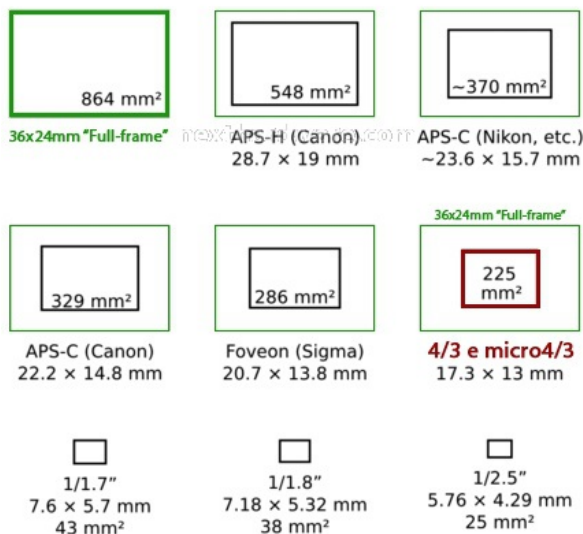 864 mm²
548 mm²
~370 mm²
36x24mm "Full-frame"
APS-H (Canon)
28.7 × 19 mm
APS-C (Nikon, etc.)
~23.6 × 15.7 mm
36x24mm "Full-frame"
329 mm²
286 mm²
225
mm²
APS-C (Canon)
22.2 × 14.8 mm
Foveon (Sigma)
20.7 × 13.8 mm
4/3 e micro4/3
17.3 × 13 mm
1/1.7”
7.6 × 5.7 mm
43 mm²
1/1.8”
7.18 × 5.32 mm
38 mm²
1/2.5”
5.76 × 4.29 mm
25 mm²